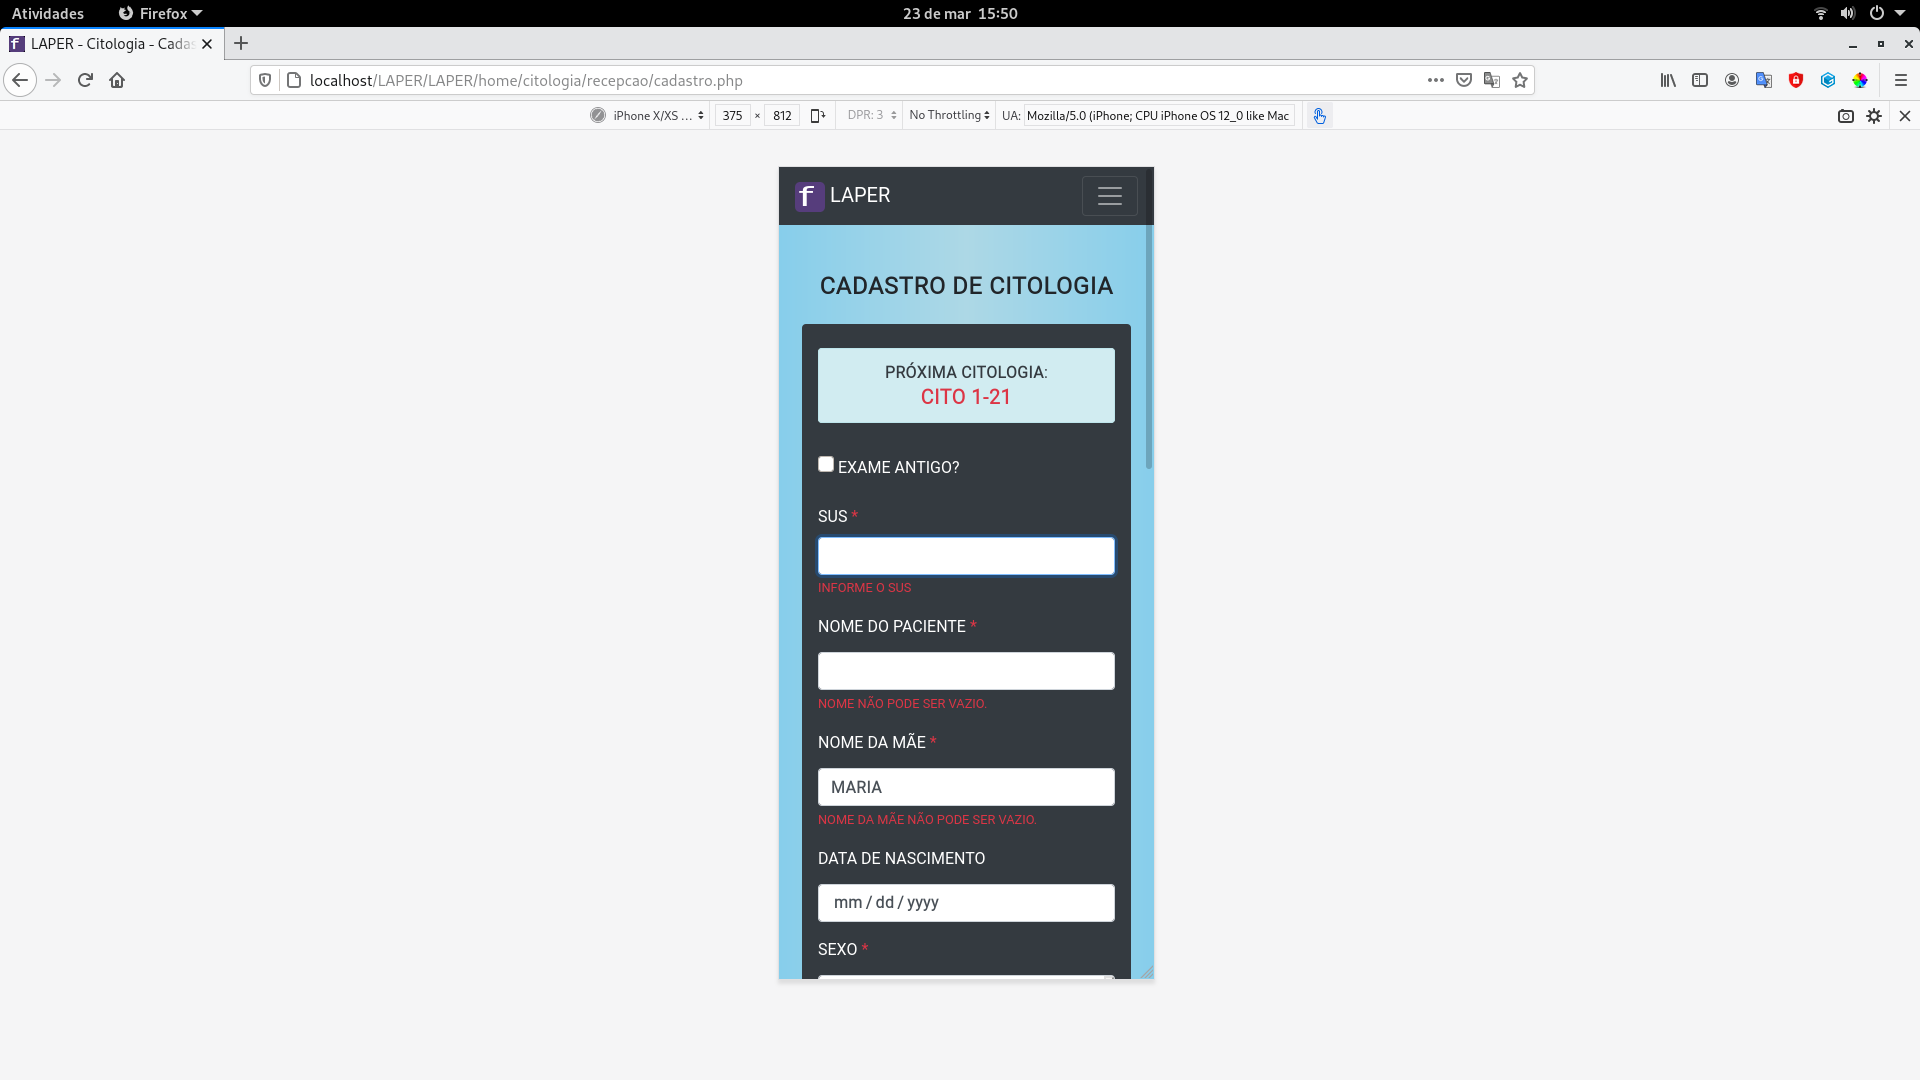 Atividades Firefox 23 de mar 15:50
LAPER - Citologia - Cadas
localhost/LAPER/LAPER/home/citologia/recepcao/cadastro.php
iPhone X/XS ... 375 × 812 DPR: 3 No Throttling UA: Mozilla/5.0 (iPhone; CPU iPhone OS 12_0 like Mac
f LAPER
CADASTRO DE CITOLOGIA
PRÓXIMA CITOLOGIA:
CITO 1-21
EXAME ANTIGO?
SUS *
INFORME O SUS
NOME DO PACIENTE *
NOME NÃO PODE SER VAZIO.
NOME DA MÃE *
MARIA
NOME DA MÃE NÃO PODE SER VAZIO.
DATA DE NASCIMENTO
mm / dd / yyyy
SEXO *